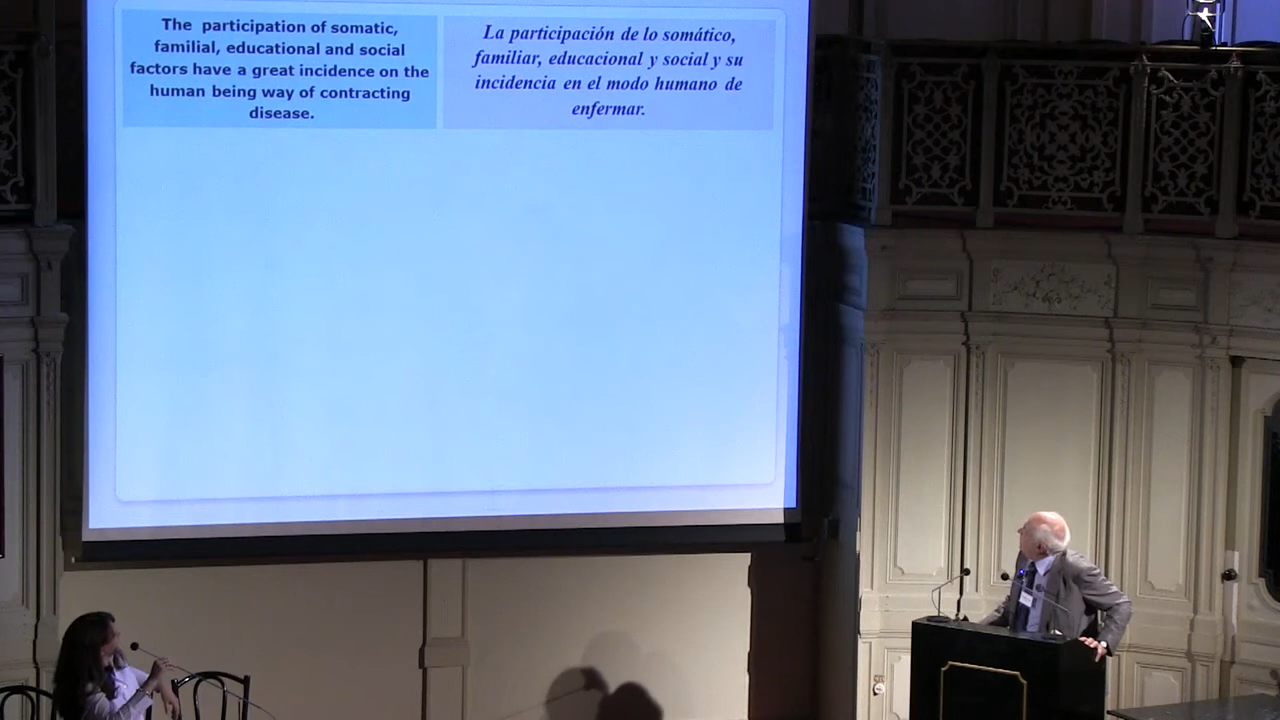 The participation of somatic,
familial, educational and social
factors have a great incidence on the
human being way of contracting
disease.
La participación de lo somático,
familiar, educacional y social y su
incidencia en el modo humano de
enfermar.